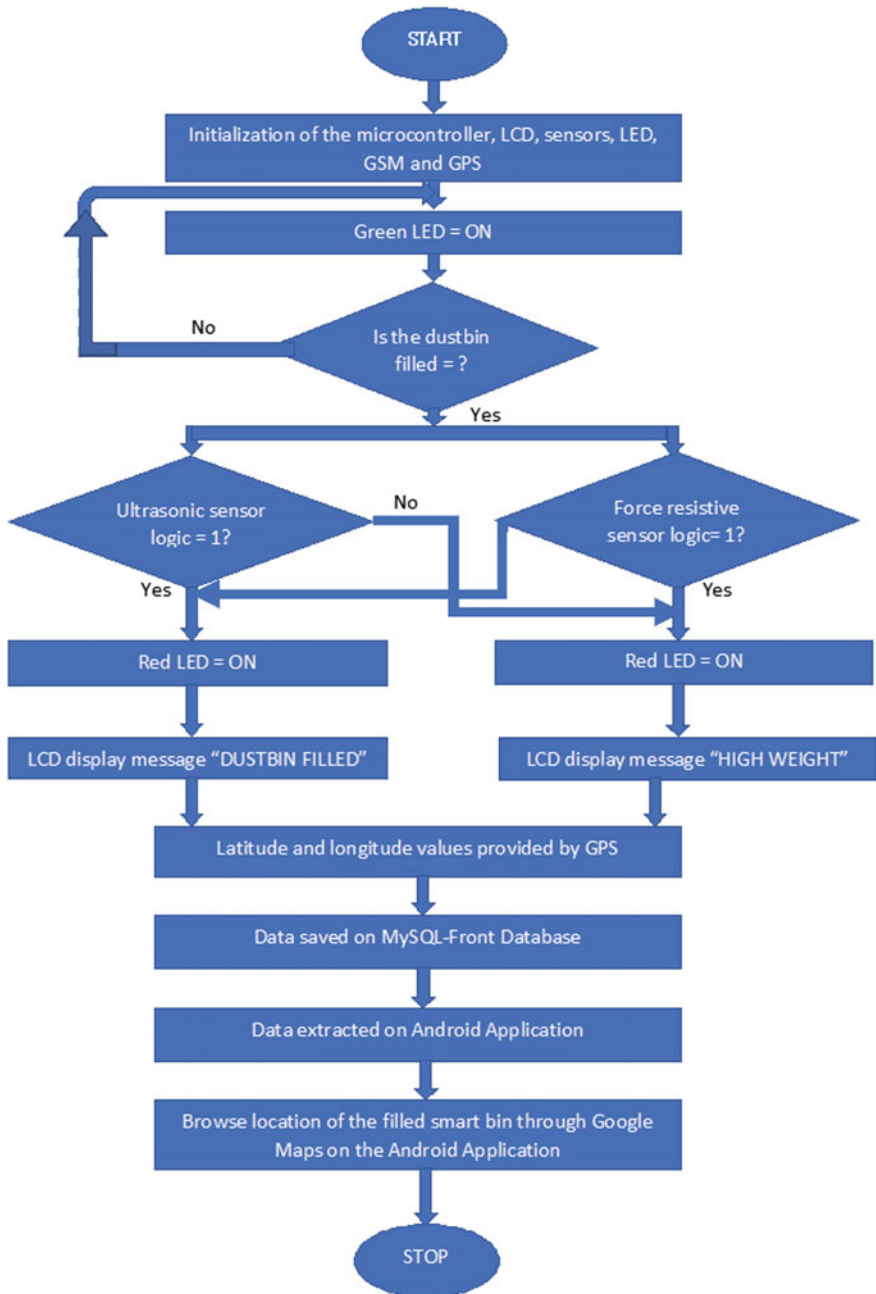 START
Initialization of the microcontroller, LCD, sensors, LED,
GSM and GPS
Green LED = ON
No
Is the dustbin
filled = ?
Yes
Ultrasonic sensor
logic = 1?
No
Force resistive
sensor logic= 1?
Yes
Yes
Red LED = ON
Red LED = ON
LCD display message “DUSTBIN FILLED”
LCD display message “HIGH WEIGHT”
Latitude and longitude values provided by GPS
Data saved on MySQL-Front Database
Data extracted on Android Application
Browse location of the filled smart bin through Google
Maps on the Android Application
STOP